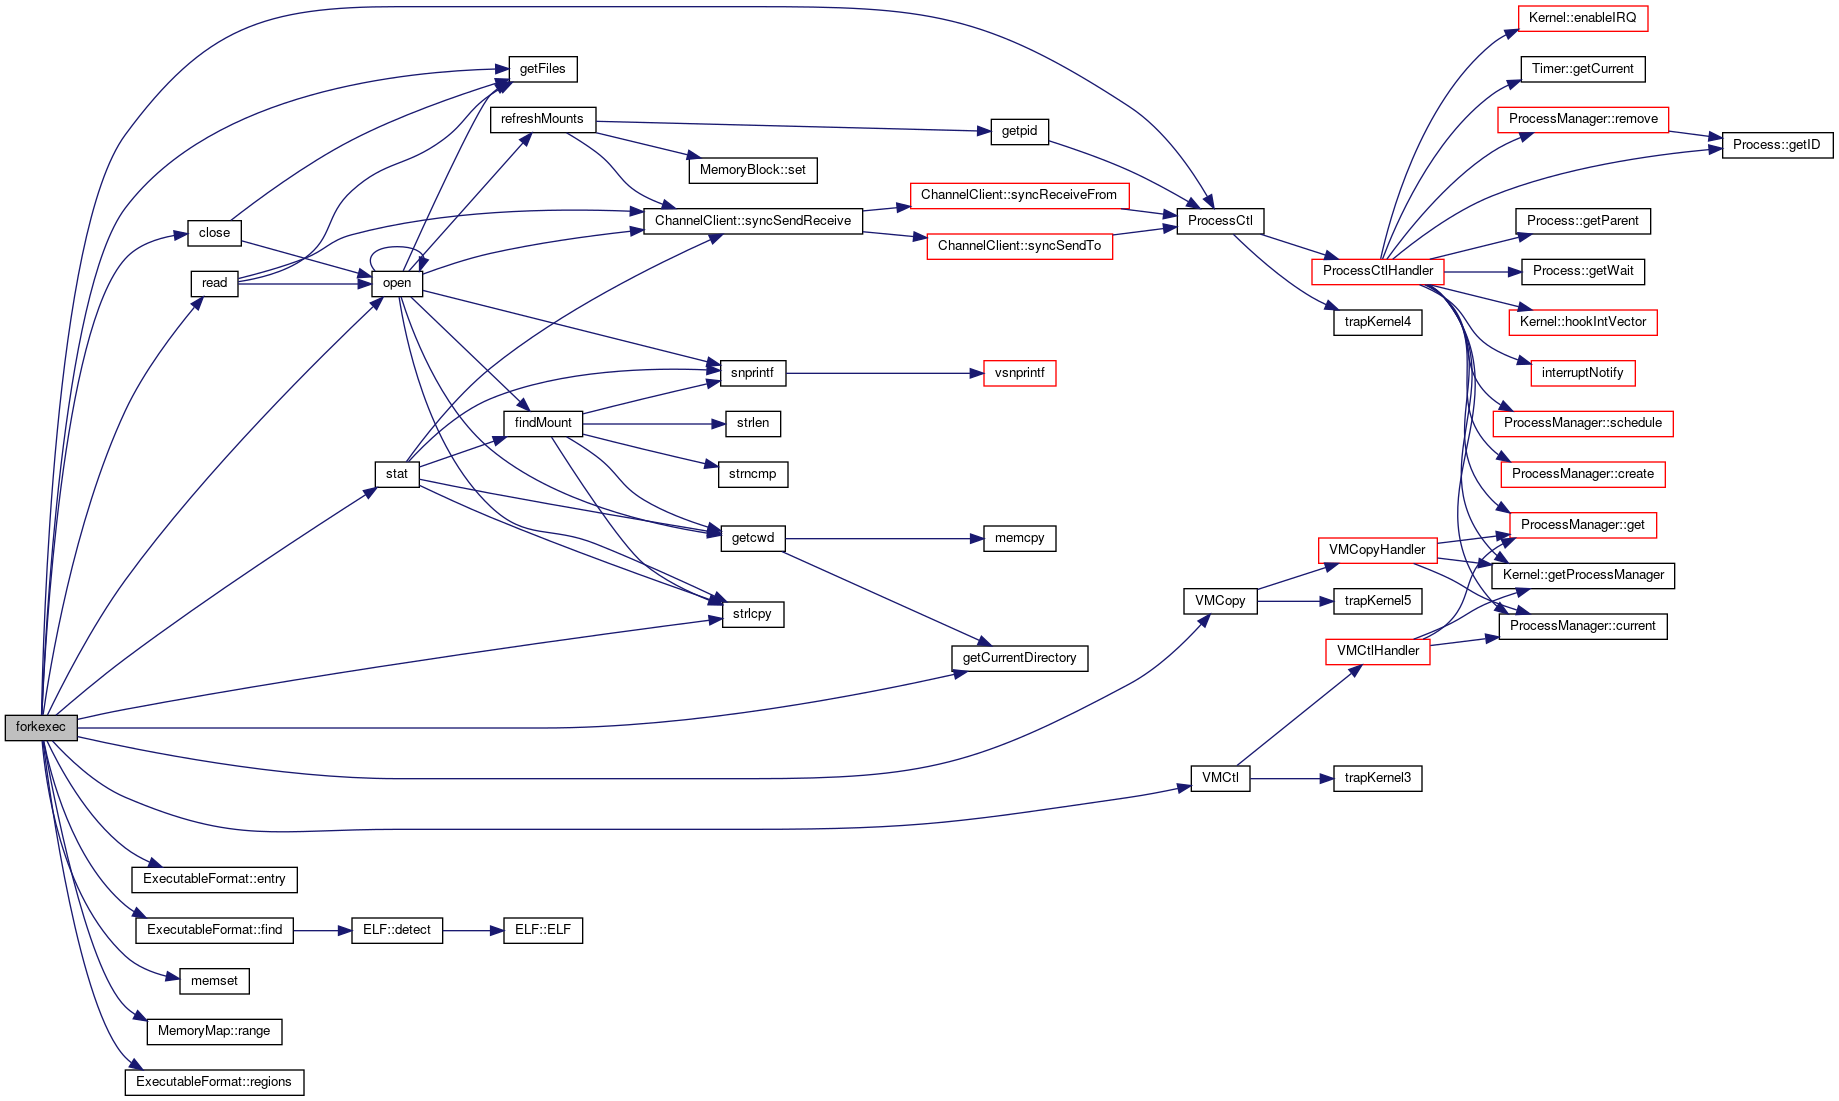 forkexec
close
read
open
stat
getFiles
refreshMounts
findMount
getpid
MemoryBlock::set
ChannelClient::syncSendReceive
ChannelClient::syncReceiveFrom
ChannelClient::syncSendTo
snprintf
vsnprintf
strlen
strncmp
getcwd
memcpy
strlcpy
getCurrentDirectory
ProcessCtl
ProcessCtlHandler
trapKernel4
Kernel::enableIRQ
Timer::getCurrent
ProcessManager::remove
Process::getID
Process::getParent
Process::getWait
Kernel::hookIntVector
interruptNotify
ProcessManager::schedule
ProcessManager::create
ProcessManager::get
Kernel::getProcessManager
ProcessManager::current
VMCopy
VMCopyHandler
trapKernel5
VMCtl
VMCtlHandler
trapKernel3
ExecutableFormat::entry
ExecutableFormat::find
ELF::detect
ELF::ELF
memset
MemoryMap::range
ExecutableFormat::regions